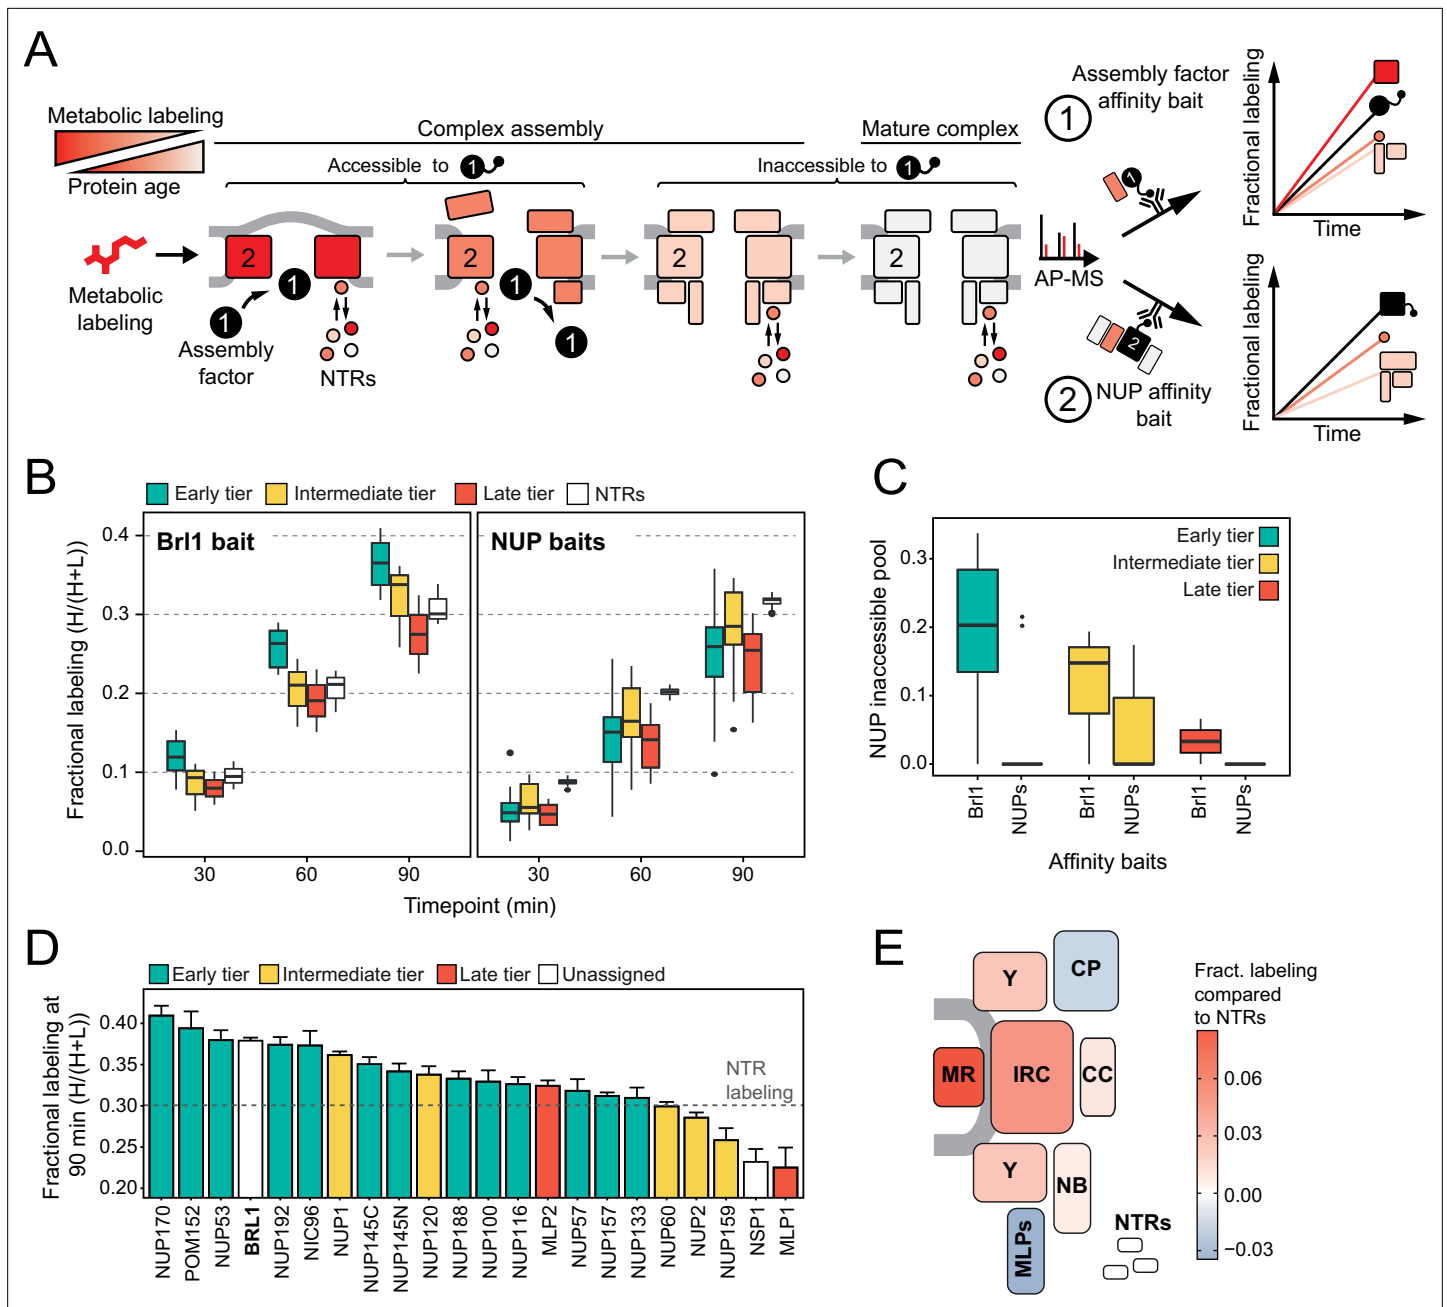 A
Metabolic labeling
Protein age
Complex assembly
Mature complex
Accessible to 1
Inaccessible to 1
Metabolic
labeling
2
1
1
Assembly
factor
NTRs
2
1
1
2
2
AP-MS
Assembly factor
affinity bait
1
1
2
2
NUP affinity
bait
Fractional labeling
Time
Fractional labeling
Time
B
Early tier
Intermediate tier
Late tier
NTRs
Brl1 bait
NUP baits
Fractional labeling (H/(H+L))
0.4
0.3
0.2
0.1
0.0
30
60
90
30
60
90
Timepoint (min)
C
Early tier
Intermediate tier
Late tier
NUP inaccessible pool
0.3
0.2
0.1
0.0
Brl1
NUPs
Brl1
NUPs
Brl1
NUPs
Affinity baits
D
Early tier
Intermediate tier
Late tier
Unassigned
Fractional labeling at
90 min (H/(H+L))
0.40
0.35
0.30
0.25
0.20
NTR
labeling
NUP170
POM152
NUP53
BRL1
NUP192
NIC96
NUP1
NUP145C
NUP145N
NUP120
NUP188
NUP100
NUP116
MLP2
NUP57
NUP157
NUP133
NUP60
NUP2
NUP159
NSP1
MLP1
E
Y
CP
MR
IRC
CC
Y
NB
MLPs
NTRs
Fract. labeling
compared
to NTRs
0.06
0.03
0.00
−0.03